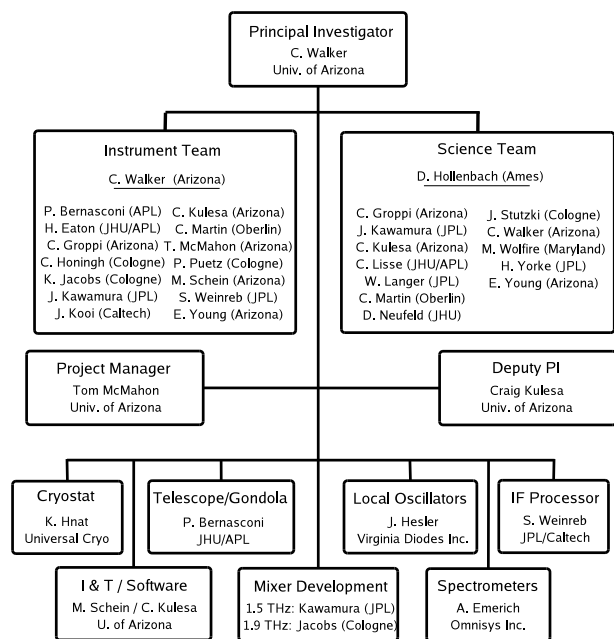 Principal Investigator
C. Walker
Univ. of Arizona
Instrument Team
C. Walker (Arizona)
P. Bernasconi (APL)
H. Eaton (JHU/APL)
C. Groppi (Arizona)
C. Honingh (Cologne)
K. Jacobs (Cologne)
J. Kawamura (JPL)
J. Kooi (Caltech)
C. Kulesa (Arizona)
C. Martin (Oberlin)
T. McMahon (Arizona)
P. Puetz (Cologne)
M. Schein (Arizona)
S. Weinreb (JPL)
E. Young (Arizona)
Science Team
D. Hollenbach (Ames)
C. Groppi (Arizona)
J. Kawamura (JPL)
C. Kulesa (Arizona)
C. Lisse (JHU/APL)
W. Langer (JPL)
C. Martin (Oberlin)
D. Neufeld (JHU)
J. Stutzki (Cologne)
C. Walker (Arizona)
M. Wolfire (Maryland)
H. Yorke (JPL)
E. Young (Arizona)
Project Manager
Tom McMahon
Univ. of Arizona
Deputy PI
Craig Kulesa
Univ. of Arizona
Cryostat
K. Hnat
Universal Cryo
Telescope/Gondola
P. Bernasconi
JHU/APL
Local Oscillators
J. Hesler
Virginia Diodes Inc.
IF Processor
S. Weinreb
JPL/Caltech
I & T / Software
M. Schein / C. Kulesa
U. of Arizona
Mixer Development
1.5 THz: Kawamura (JPL)
1.9 THz: Jacobs (Cologne)
Spectrometers
A. Emerich
Omnisys Inc.